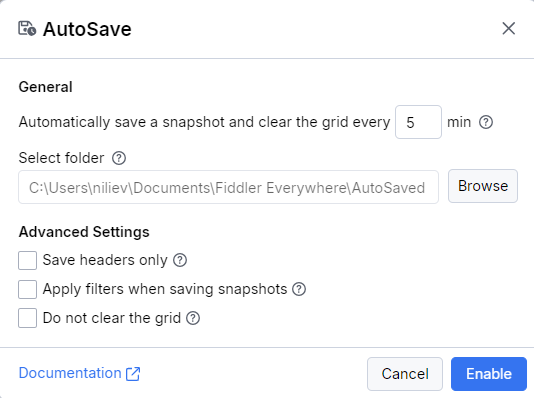 AutoSave
General
Automatically save a snapshot and clear the grid every 5 min
Select folder
C:\Users\niliev\Documents\Fiddler Everywhere\AutoSaved Browse
Advanced Settings
Save headers only
Apply filters when saving snapshots
Do not clear the grid
Documentation Cancel Enable